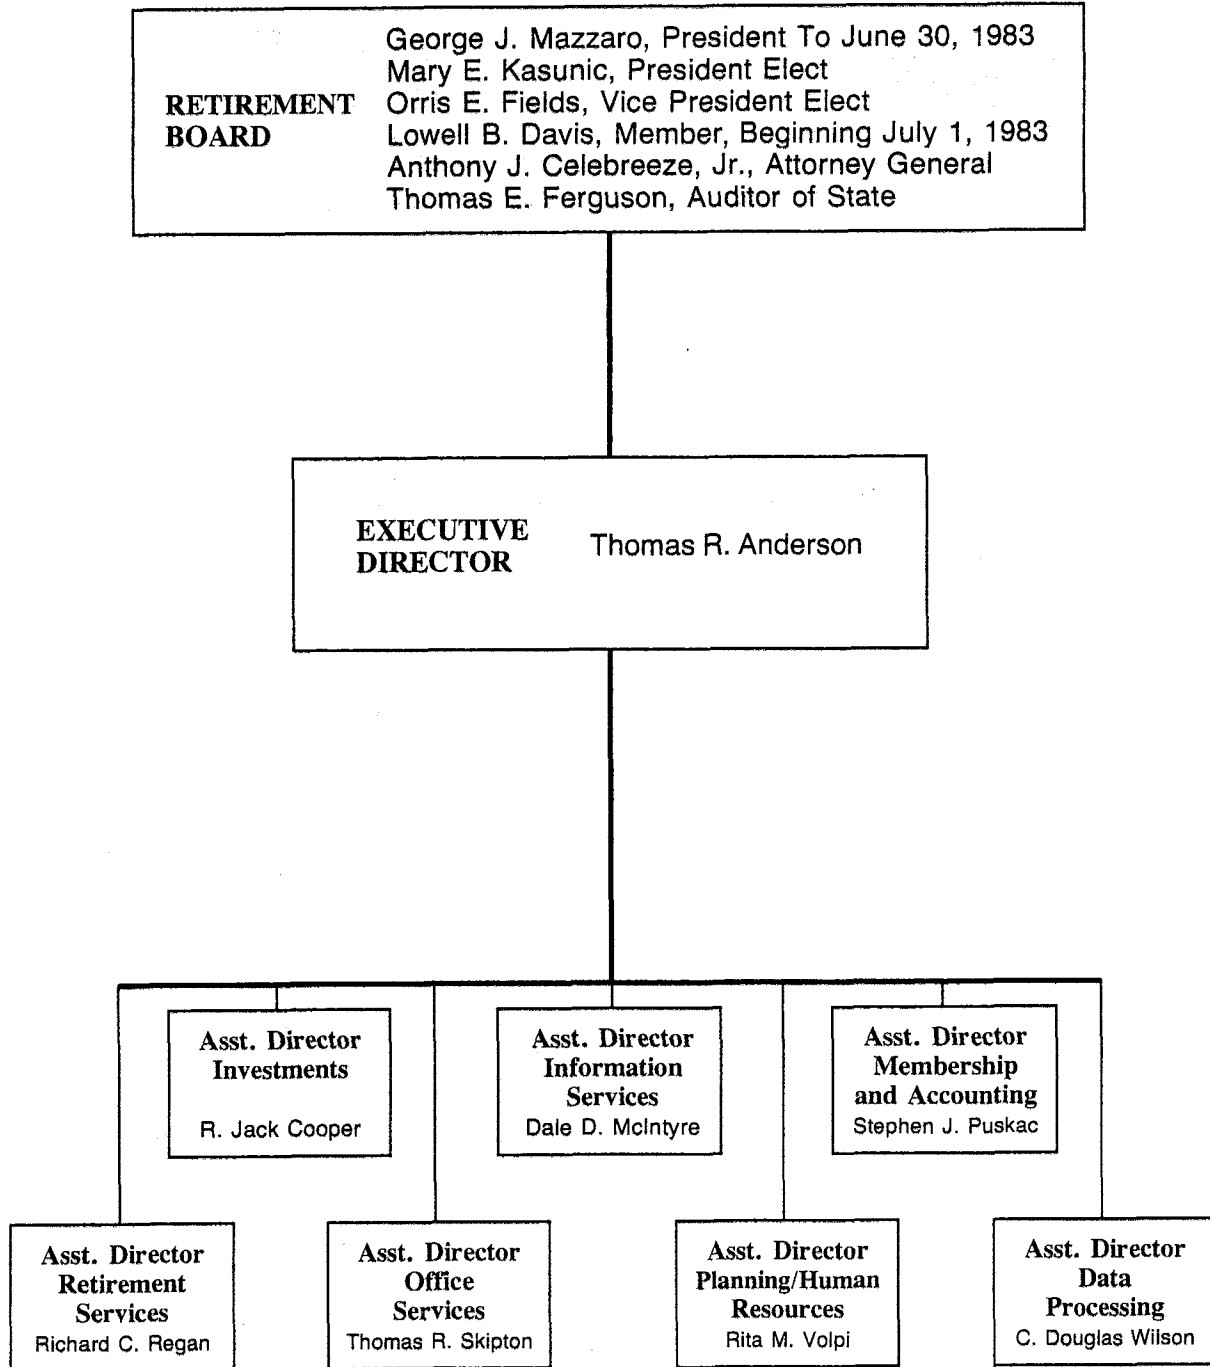 RETIREMENT BOARD
George J. Mazzaro, President To June 30, 1983
Mary E. Kasunic, President Elect
Orris E. Fields, Vice President Elect
Lowell B. Davis, Member, Beginning July 1, 1983
Anthony J. Celebreeze, Jr., Attorney General
Thomas E. Ferguson, Auditor of State
EXECUTIVE
DIRECTOR
Thomas R. Anderson
Asst. Director
Investments
R. Jack Cooper
Asst. Director
Information
Services
Dale D. McIntyre
Asst. Director
Membership
and Accounting
Stephen J. Puskac
Asst. Director
Retirement
Services
Richard C. Regan
Asst. Director
Office
Services
Thomas R. Skipton
Asst. Director
Planning/Human
Resources
Rita M. Volpi
Asst. Director
Data
Processing
C. Douglas Wilson